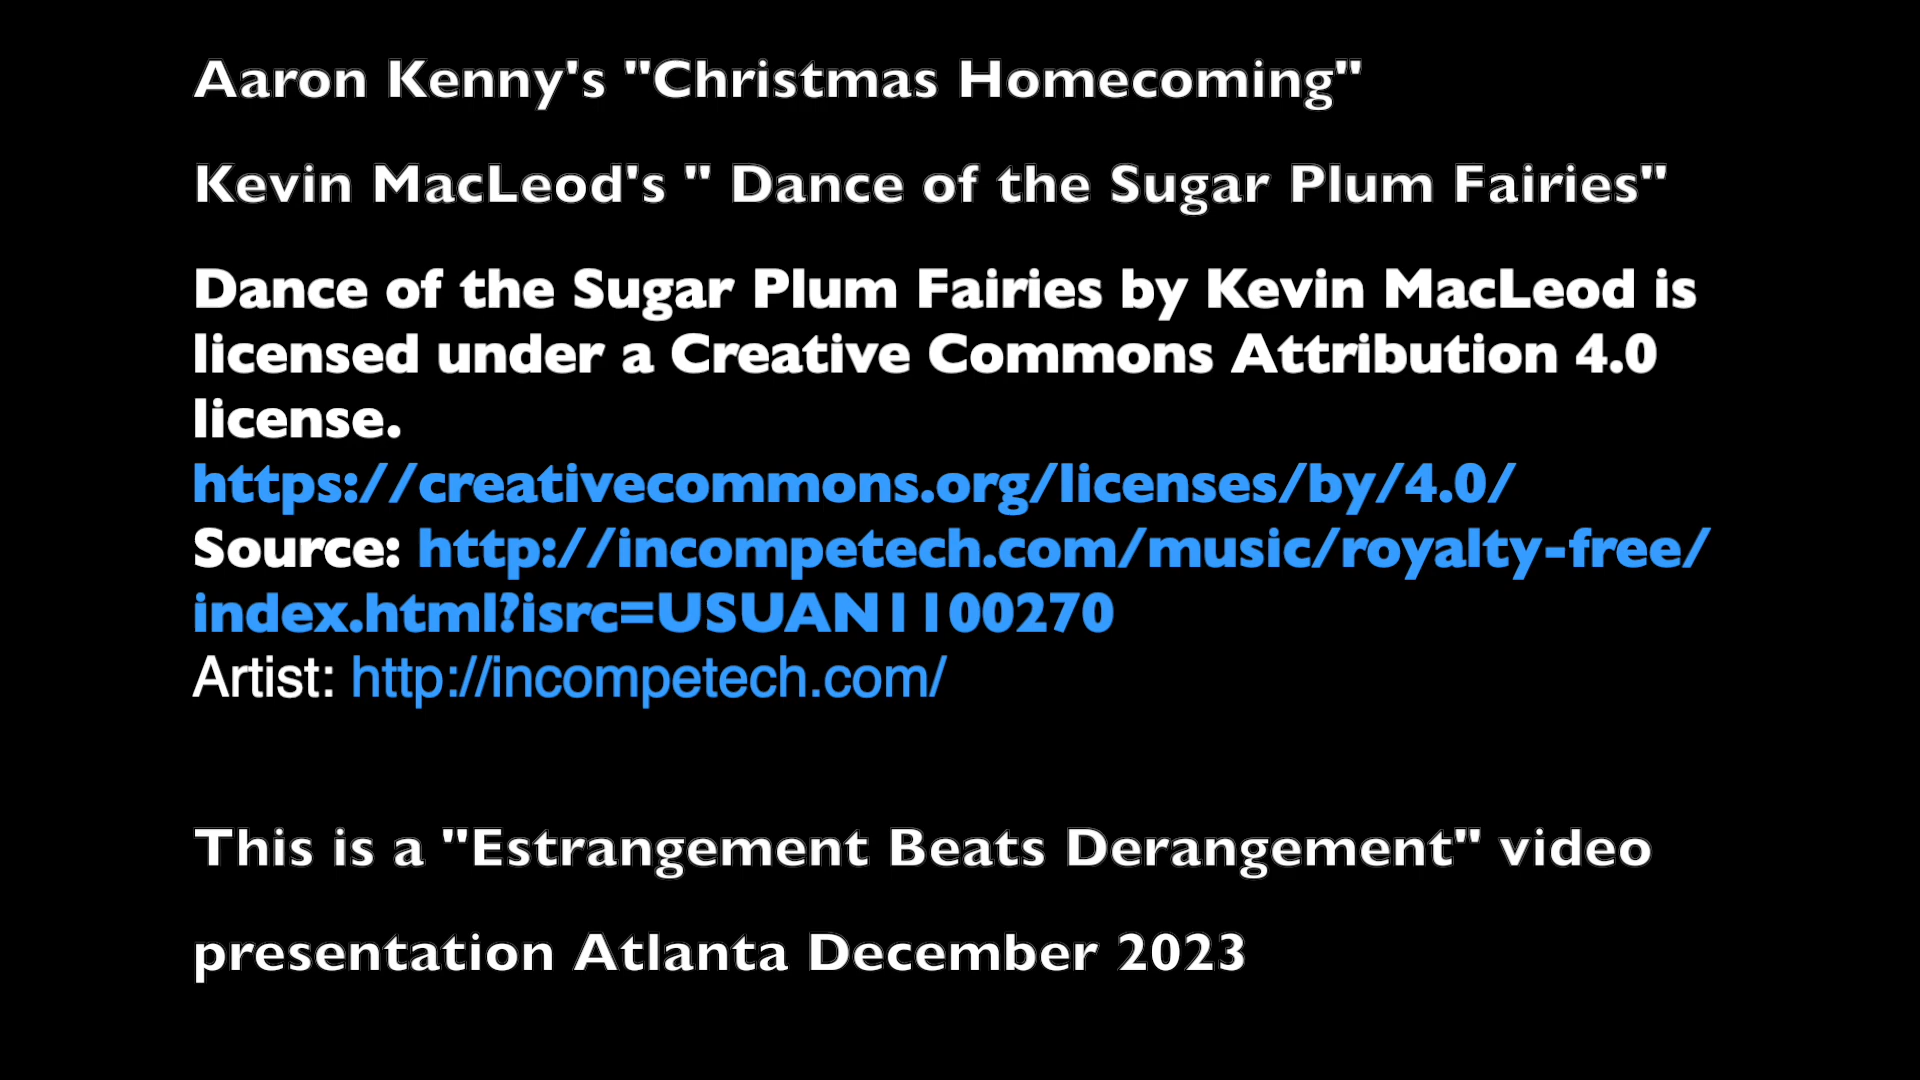 Aaron Kenny's "Christmas Homecoming"
Kevin MacLeod's " Dance of the Sugar Plum Fairies"
Dance of the Sugar Plum Fairies by Kevin MacLeod is
licensed under a Creative Commons Attribution 4.0
license.
https://creativecommons.org/licenses/by/4.0/
Source: http://incompetech.com/music/royalty-free/
index.html?isrc=USUAN1100270
Artist: http://incompetech.com/
This is a "Estrangement Beats Derangement" video
presentation Atlanta December 2023